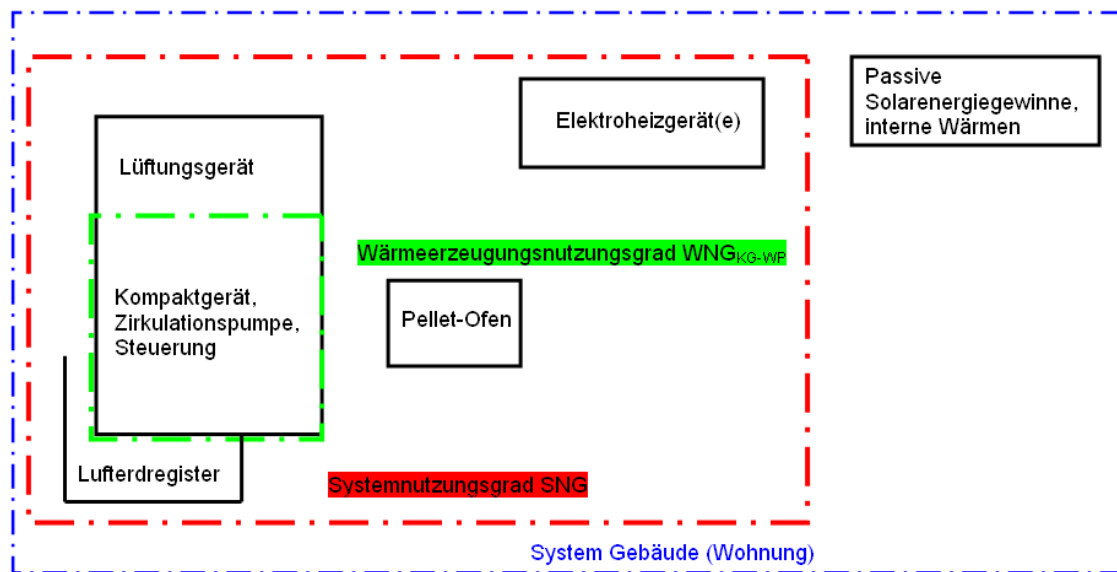 Passive
Solarenergiegewinne,
interne Wärmen
Elektroheizgerät(e)
Lüftungsgerät
Wärmeerzeugungsnutzungsgrad WNGKG-WP
Kompaktgerät,
Zirkulationspumpe,
Steuerung
Pellet-Ofen
Lufterdregister
Systemnutzungsgrad SNG
System Gebäude (Wohnung)